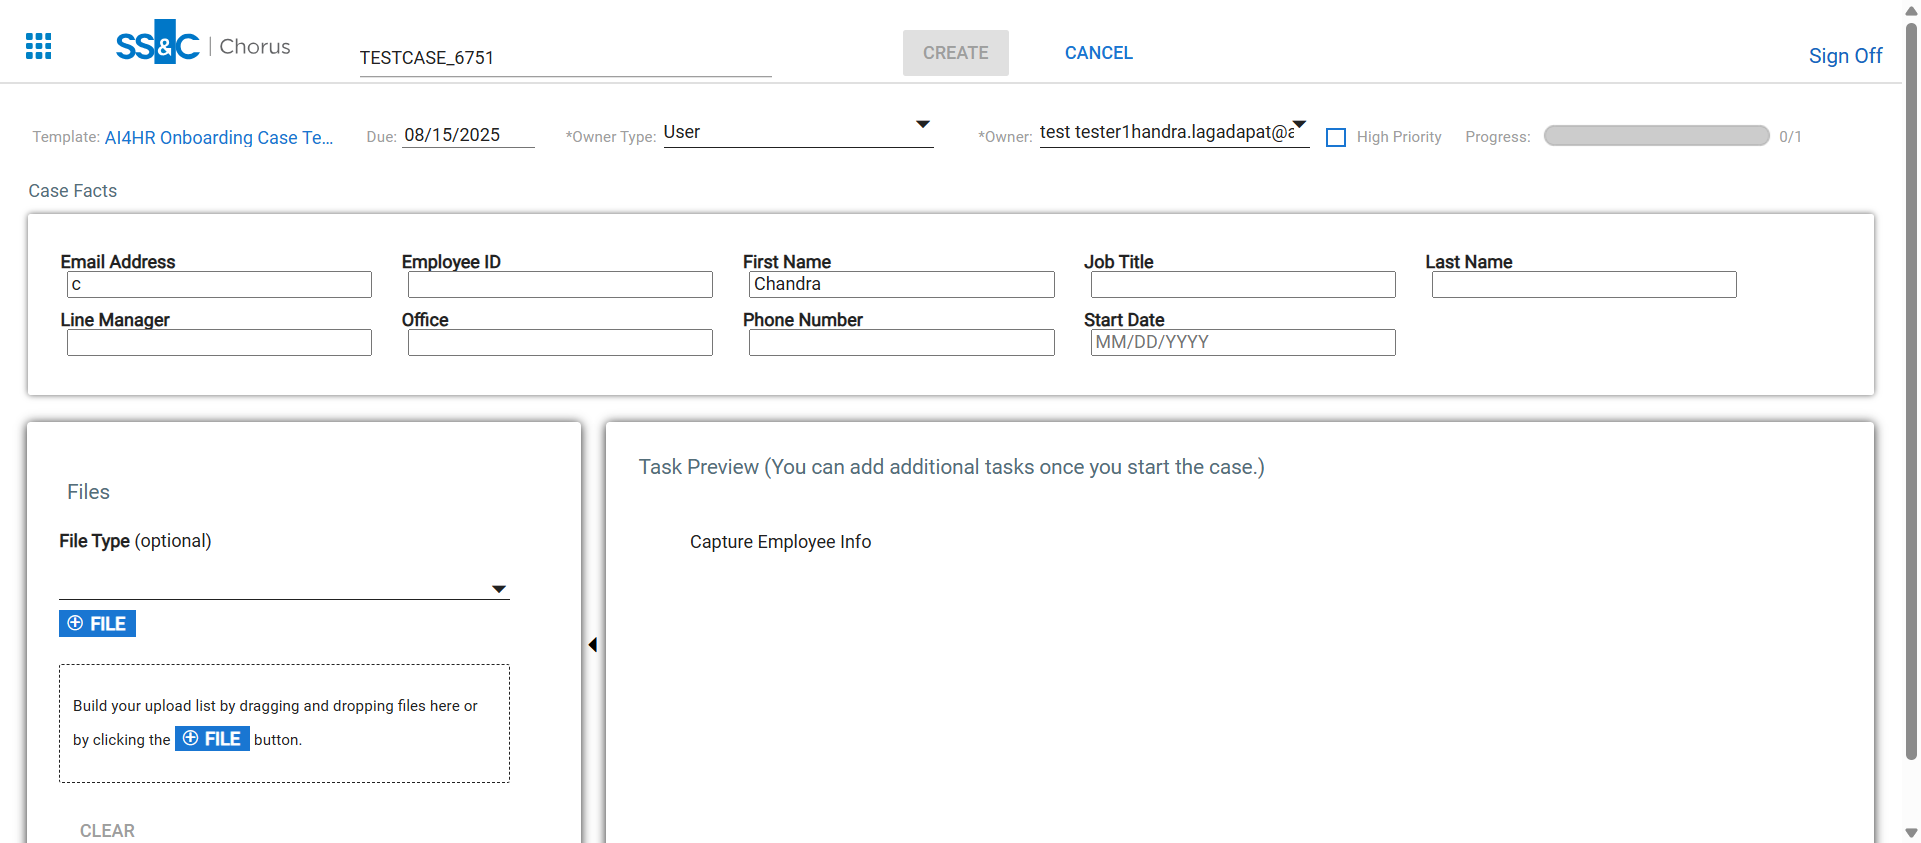 SS&C | Chorus
TESTCASE_6751
CREATE
CANCEL
Sign Off
Template: AI4HR Onboarding Case Te...
Due: 08/15/2025
*Owner Type: User
*Owner: test tester1handra.lagadapat@a
High Priority
Progress: 0/1
Case Facts
Email Address
c
Employee ID
First Name
Chandra
Job Title
Last Name
Line Manager
Office
Phone Number
Start Date
MM/DD/YYYY
Files
File Type (optional)
FILE
Build your upload list by dragging and dropping files here or
by clicking the FILE button.
CLEAR
Task Preview (You can add additional tasks once you start the case.)
Capture Employee Info